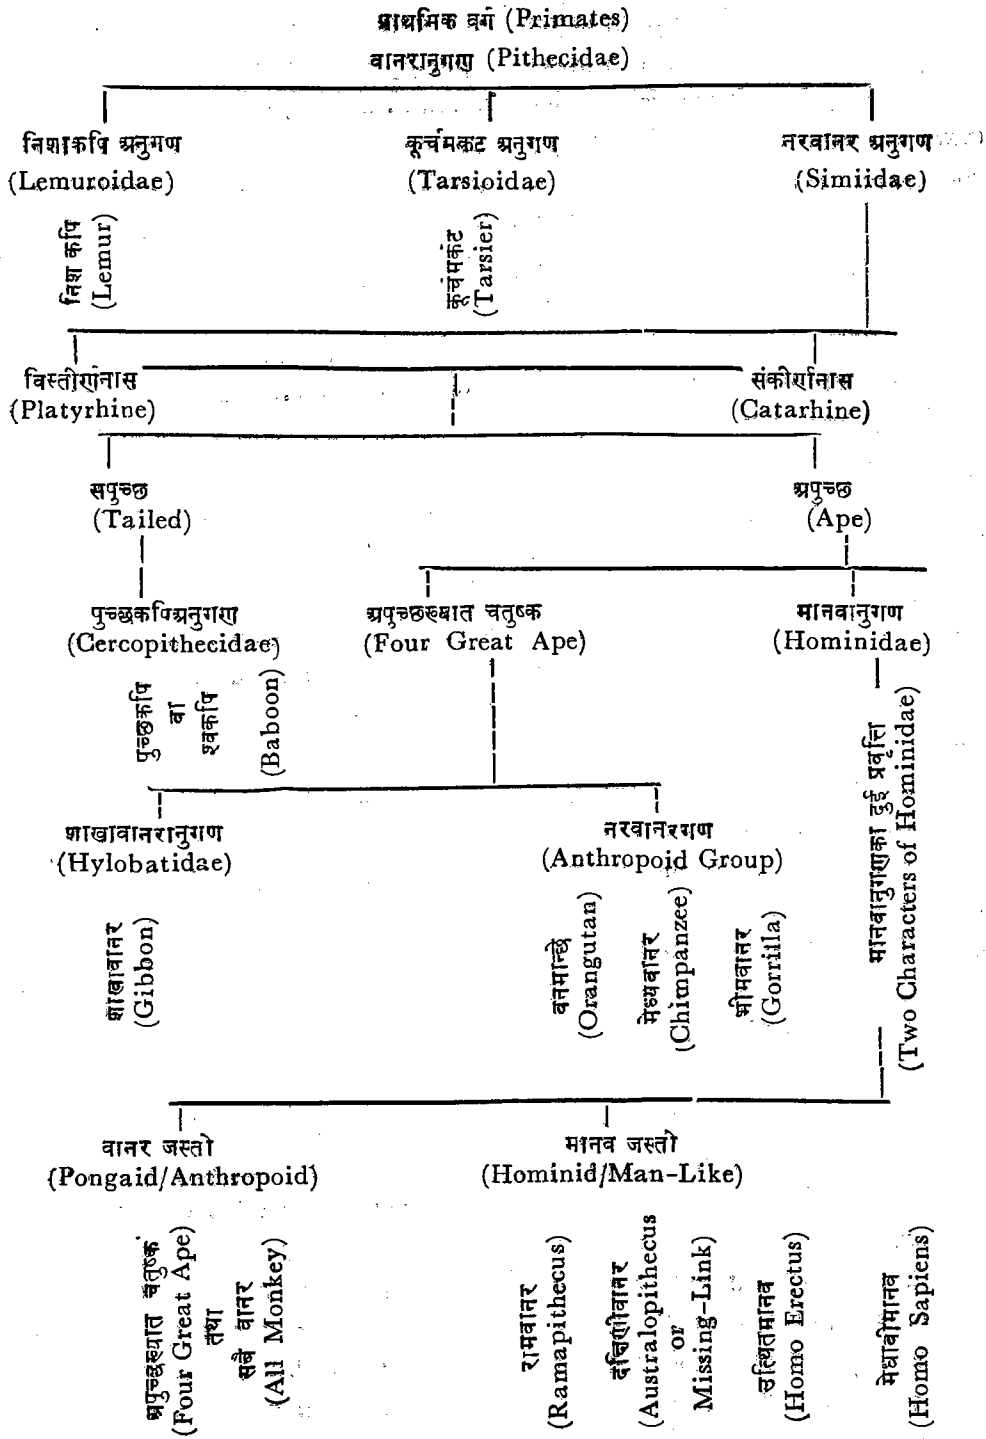 प्राथमिक वर्ग (Primates)
वानरानुगण (Pithecidae)
निशाकपि अनुगण
(Lemuroidae)
कूर्चमकट अनुगण
(Tarsioidae)
नरवानर अनुगण
(Simiidae)
निश कपि
(Lemur)
कूर्चमर्कट
(Tarsier)
विस्तीर्णनास
(Platyrhine)
संकीर्णनास
(Catarhine)
सपुच्छ
(Tailed)
अपुच्छ
(Ape)
पुच्छकपिअनुगण
(Cercopithecidae)
अपुच्छख्यात चतुष्क
(Four Great Ape)
मानवानुगण
(Hominidae)
पुच्छकपि
वा
श्वकपि
(Baboon)
मानवानुगणका दुई प्रवृत्ति
(Two Characters of Hominidae)
शाखावानरानुगण
(Hylobatidae)
नरवानरगण
(Anthropoid Group)
शाखावानर
(Gibbon)
वनमान्छे
(Orangutan)
मध्यवानर
(Chimpanzee)
भीमवानर
(Gorrilla)
वानर जस्तो
(Pongaid/Anthropoid)
मानव जस्तो
(Hominid/Man-Like)
अपुच्छख्यात चतुष्क
(Four Great Ape)
तथा
सबै वानर
(All Monkey)
रामवानर
(Ramapithecus)
दक्षिणीवानर
(Australopithecus
or
Missing-Link)
उत्थितमानव
(Homo Erectus)
मेधावीमानव
(Homo Sapiens)